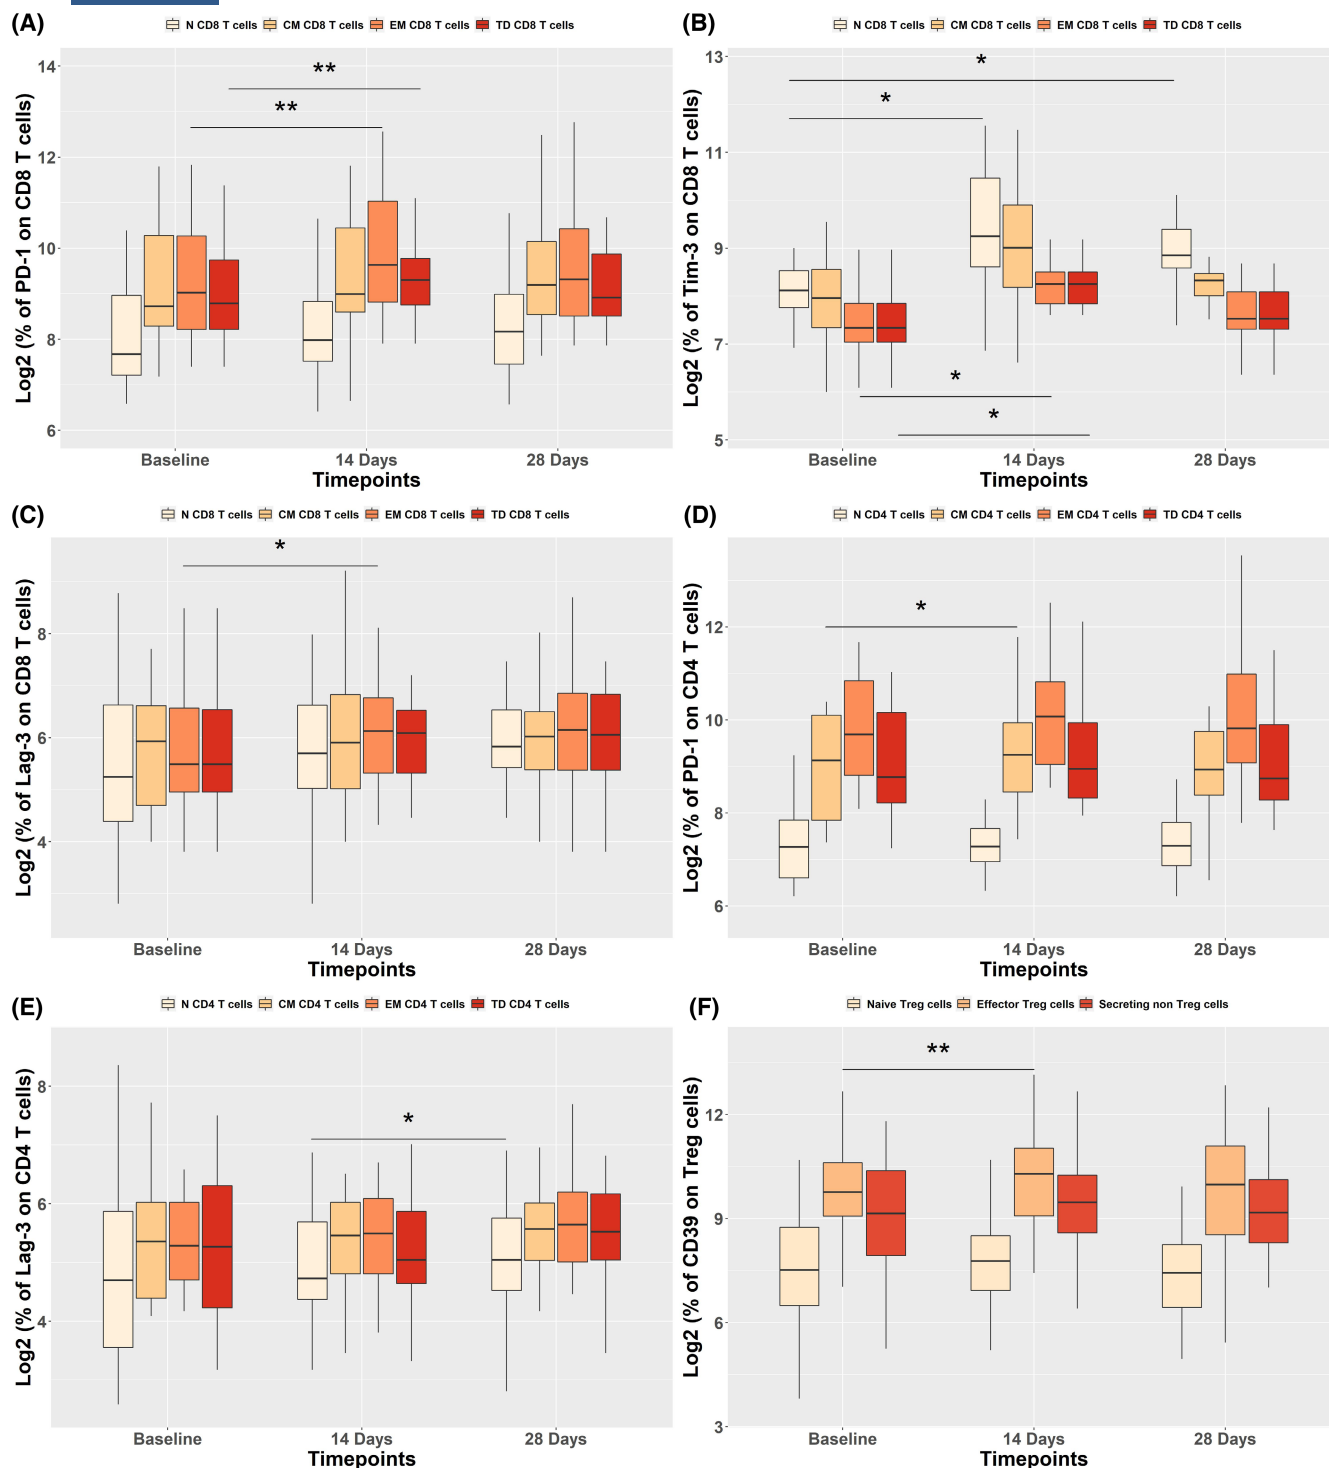 (A)
N CD8 T cells CM CD8 T cells EM CD8 T cells TD CD8 T cells
Log2 (% of PD-1 on CD8 T cells)
14
12
10
8
6
** **
Baseline 14 Days 28 Days
Timepoints
(B)
N CD8 T cells CM CD8 T cells EM CD8 T cells TD CD8 T cells
Log2 (% of Tim-3 on CD8 T cells)
13
11
9
7
5
* * * *
Baseline 14 Days 28 Days
Timepoints
(C)
N CD8 T cells CM CD8 T cells EM CD8 T cells TD CD8 T cells
Log2 (% of Lag-3 on CD8 T cells)
8
6
4
*
Baseline 14 Days 28 Days
Timepoints
(D)
N CD4 T cells CM CD4 T cells EM CD4 T cells TD CD4 T cells
Log2 (% of PD-1 on CD4 T cells)
12
10
8
6
*
Baseline 14 Days 28 Days
Timepoints
(E)
N CD4 T cells CM CD4 T cells EM CD4 T cells TD CD4 T cells
Log2 (% of Lag-3 on CD4 T cells)
8
6
4
*
Baseline 14 Days 28 Days
Timepoints
(F)
Naive Treg cells Effector Treg cells Secreting non Treg cells
Log2 (% of CD39 on Treg cells)
12
9
6
3
**
Baseline 14 Days 28 Days
Timepoints